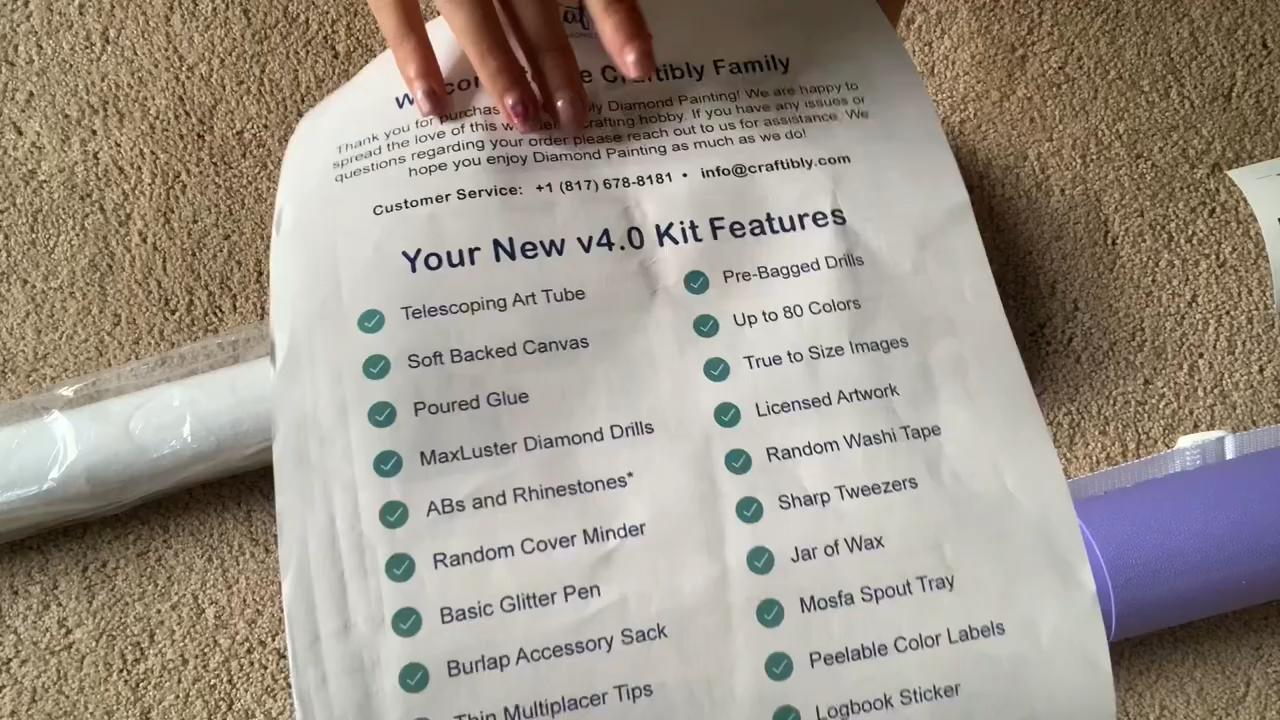 e Craftibly Family
Thank you for purchas ly Diamond Painting! We are happy to
spread the love of this crafting hobby. If you have any issues or
questions regarding your order please reach out to us for assistance. We
hope you enjoy Diamond Painting as much as we do!
Customer Service: +1 (817) 678-8181 • info@craftibly.com
Your New v4.0 Kit Features
Telescoping Art Tube
Soft Backed Canvas
Poured Glue
MaxLuster Diamond Drills
ABs and Rhinestones*
Random Cover Minder
Basic Glitter Pen
Burlap Accessory Sack
Thin Multiplacer Tips
Pre-Bagged Drills
Up to 80 Colors
True to Size Images
Licensed Artwork
Random Washi Tape
Sharp Tweezers
Jar of Wax
Mosfa Spout Tray
Peelable Color Labels
Logbook Sticker